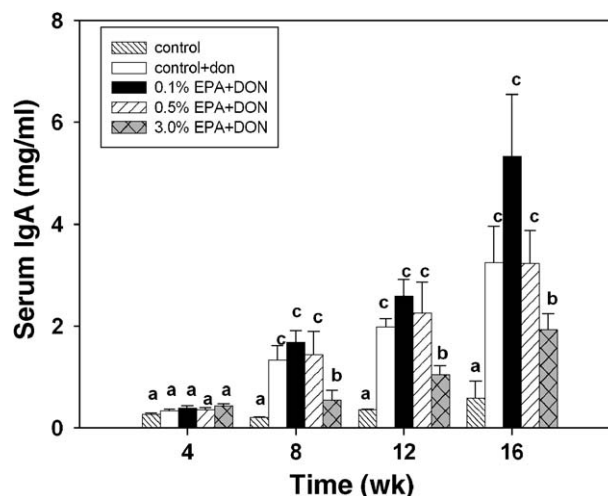 8
6
4
2
0
Serum IgA (mg/ml)
control
control+don
0.1% EPA+DON
0.5% EPA+DON
3.0% EPA+DON
a a a a a
a c c c b
a c c c b
a c c c b
4 8 12 16
Time (wk)